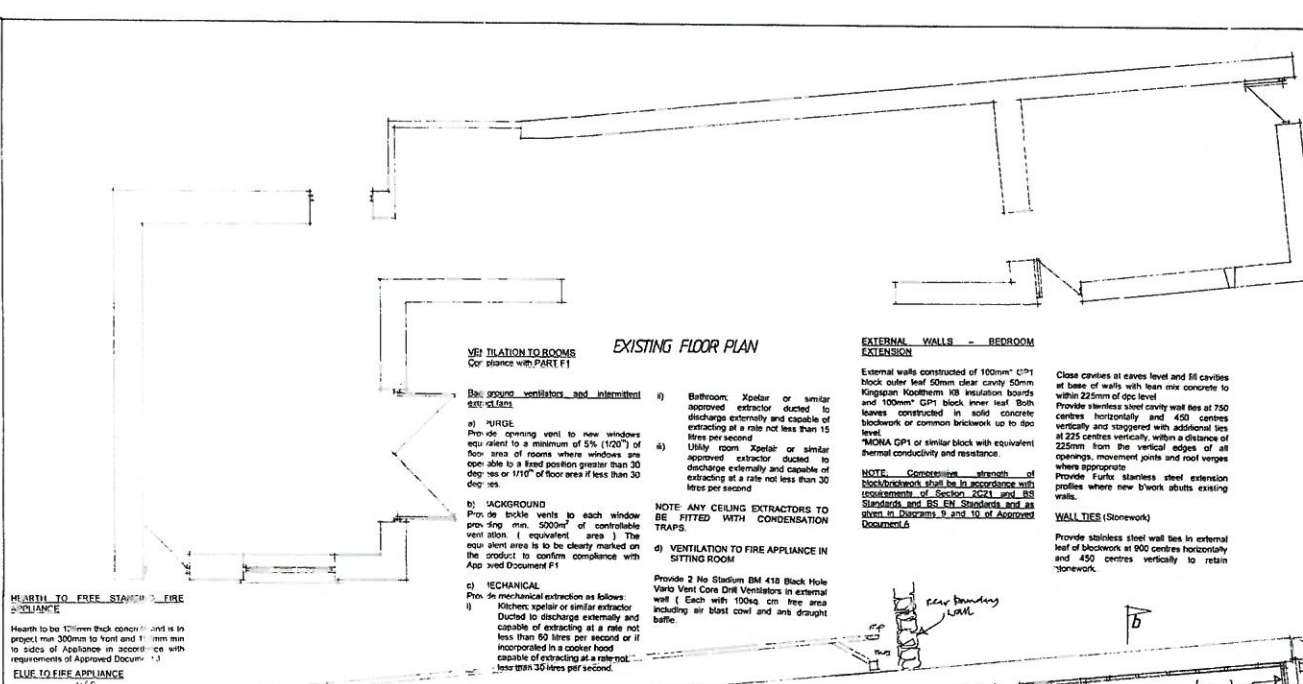 EXISTING FLOOR PLAN
HEARTH TO FREE STANDING FIRE
APPLIANCE
Hearth to be thick and is to
project min 300mm to front and min
to sides of Appliance in with
requirements of Approved
FLUE TO FIRE APPLIANCE
VENTILATION TO ROOMS
Compliance with PART F1
Background ventilators and intermittent
extract fans
a) PURGE
Provide opening vent to new windows
equivalent to a minimum of 5% (1/20th) of
floor area of rooms where windows are
openable to a fixed position greater than 30
degrees or 1/10th of floor area if less than 30
degrees.
b) BACKGROUND
Provide trickle vents to each window
providing min. 5000m² of controllable
ventilation. ( equivalent area ) The
equivalent area is to be clearly marked on
the product to confirm compliance with
Approved Document F1
c) MECHANICAL
Provide mechanical extraction as follows:
i) Kitchen; xpelair or similar extractor
Ducted to discharge externally and
capable of extracting at a rate not
less than 60 litres per second or if
incorporated in a cooker hood
capable of extracting at a rate not
less than 30 litres per second.
ii) Bathroom; Xpelair or similar
approved extractor ducted to
discharge externally and capable of
extracting at a rate not less than 15
litres per second
iii) Utility room Xpelair or similar
approved extractor ducted to
discharge externally and capable of
extracting at a rate not less than 30
litres per second
NOTE ANY CEILING EXTRACTORS TO
BE FITTED WITH CONDENSATION
TRAPS.
d) VENTILATION TO FIRE APPLIANCE IN
SITTING ROOM
Provide 2 No Stadium BM 418 Black Hole
Vario Vent Core Drill Ventilators in external
wall ( Each with 100sq. cm free area
including air blast cowl and anti draught
baffle.
EXTERNAL WALLS – BEDROOM
EXTENSION
External walls constructed of 100mm* GP1
block outer leaf 50mm clear cavity 50mm
Kingspan Kooltherm K8 insulation boards
and 100mm* GP1 block inner leaf Both
leaves constructed in solid concrete
blockwork or common brickwork up to dpc
level
*MONA GP1 or similar block with equivalent
thermal conductivity and resistance.
NOTE: Compressive strength of
block/brickwork shall be in accordance with
requirements of Section 2C21 and BS
Standards and BS EN Standards and as
given in Diagrams 9 and 10 of Approved
Document A
Close cavities at eaves level and fill cavities
at base of walls with lean mix concrete to
within 225mm of dpc level
Provide stainless steel cavity wall ties at 750
centres horizontally and 450 centres
vertically and staggered with additional ties
at 225 centres vertically, within a distance of
225mm from the vertical edges of all
openings, movement joints and roof verges
where appropriate
Provide Furfix stainless steel extension
profiles where new b'work abutts existing
walls.
WALL TIES (Stonework)
Provide stainless steel wall ties in external
leaf of blockwork at 900 centres horizontally
and 450 centres vertically to retain
stonework.
rear boundary
wall
b